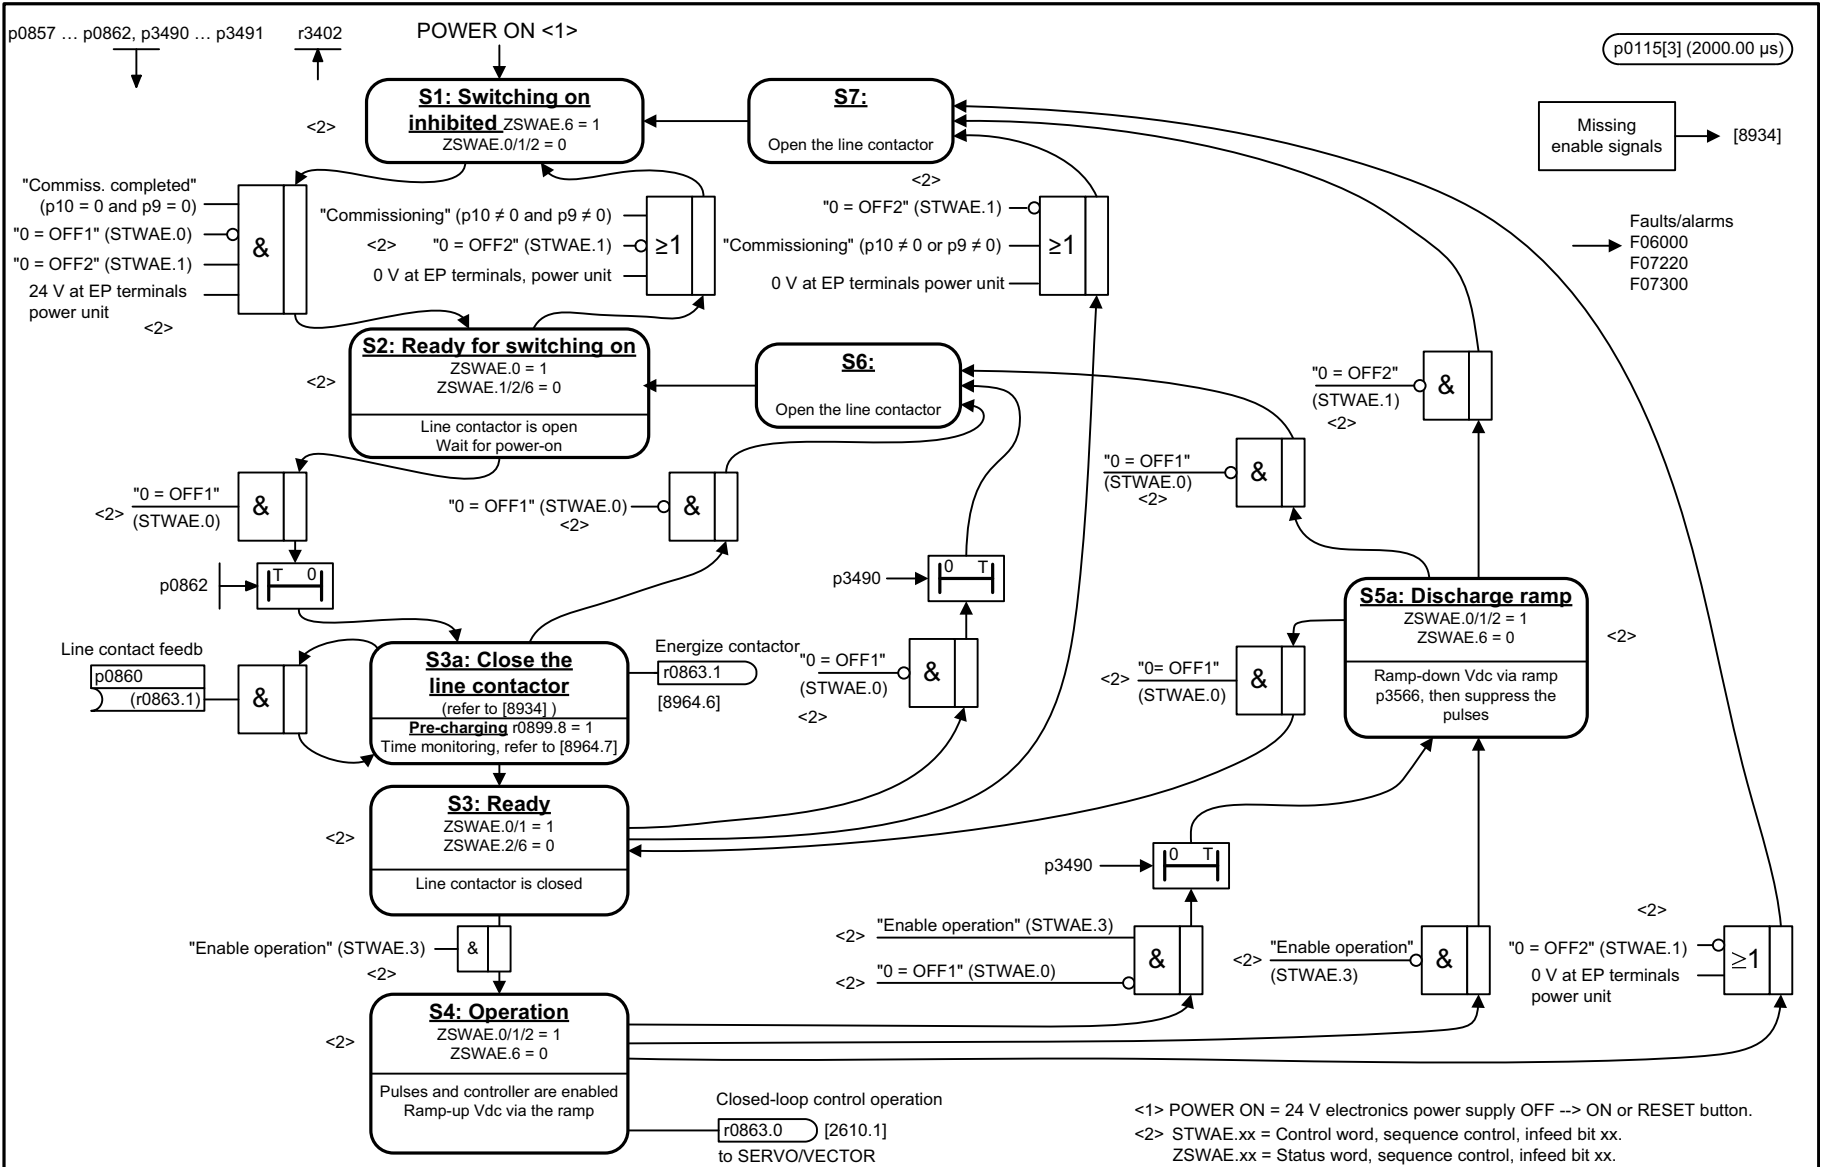 p0857 … p0862, p3490 … p3491
r3402
POWER ON <1>
p0115[3] (2000.00 µs)
S1: Switching on
inhibited ZSWAE.6 = 1
ZSWAE.0/1/2 = 0
<2>
S7:
Open the line contactor
<2>
Missing
enable signals
[8934]
"Commiss. completed"
(p10 = 0 and p9 = 0)
"0 = OFF1" (STWAE.0)
"0 = OFF2" (STWAE.1)
24 V at EP terminals
power unit
<2>
&
"Commissioning" (p10 ≠ 0 and p9 ≠ 0)
<2> "0 = OFF2" (STWAE.1)
0 V at EP terminals, power unit
≥1
"0 = OFF2" (STWAE.1)
"Commissioning" (p10 ≠ 0 or p9 ≠ 0)
0 V at EP terminals power unit
≥1
Faults/alarms
F06000
F07220
F07300
S2: Ready for switching on
ZSWAE.0 = 1
ZSWAE.1/2/6 = 0
Line contactor is open
Wait for power-on
<2>
S6:
Open the line contactor
"0 = OFF2"
(STWAE.1)
<2>
&
"0 = OFF1"
<2>
(STWAE.0)
&
"0 = OFF1" (STWAE.0)
<2>
&
"0 = OFF1"
(STWAE.0)
<2>
&
p0862
T 0
p3490
0 T
S5a: Discharge ramp
ZSWAE.0/1/2 = 1
ZSWAE.6 = 0
Ramp-down Vdc via ramp
p3566, then suppress the
pulses
<2>
Line contact feedb
p0860
(r0863.1)
&
S3a: Close the
line contactor
(refer to [8934] )
Pre-charging r0899.8 = 1
Time monitoring, refer to [8964.7]
Energize contactor
r0863.1
[8964.6]
"0 = OFF1"
(STWAE.0)
<2>
&
"0= OFF1"
<2>
(STWAE.0)
&
S3: Ready
ZSWAE.0/1 = 1
ZSWAE.2/6 = 0
Line contactor is closed
<2>
p3490
0 T
"Enable operation" (STWAE.3)
<2>
&
<2> "Enable operation" (STWAE.3)
<2> "0 = OFF1" (STWAE.0)
&
<2> "Enable operation"
(STWAE.3)
&
<2>
"0 = OFF2" (STWAE.1)
0 V at EP terminals
power unit
≥1
S4: Operation
ZSWAE.0/1/2 = 1
ZSWAE.6 = 0
Pulses and controller are enabled
Ramp-up Vdc via the ramp
<2>
Closed-loop control operation
r0863.0
[2610.1]
to SERVO/VECTOR
<1> POWER ON = 24 V electronics power supply OFF --> ON or RESET button.
<2> STWAE.xx = Control word, sequence control, infeed bit xx.
ZSWAE.xx = Status word, sequence control, infeed bit xx.